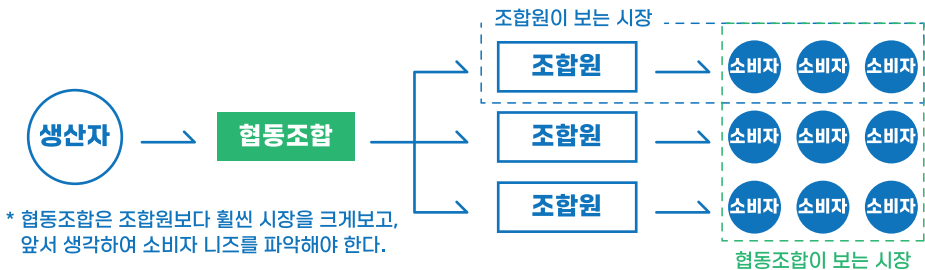 조합원이 보는 시장
조합원
소비자 소비자 소비자
생산자
협동조합
조합원
소비자 소비자 소비자
조합원
소비자 소비자 소비자
* 협동조합은 조합원보다 훨씬 시장을 크게보고,
앞서 생각하여 소비자 니즈를 파악해야 한다.
협동조합이 보는 시장